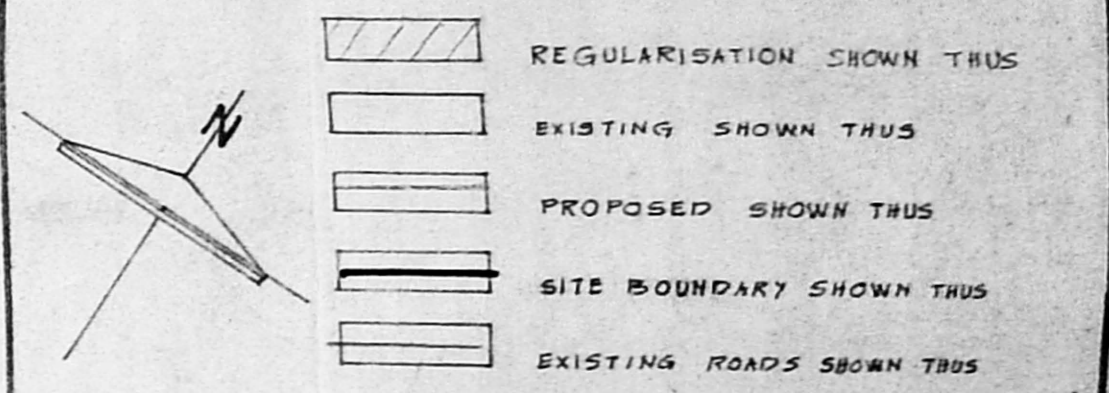 N
REGULARISATION SHOWN THUS
EXISTING SHOWN THUS
PROPOSED SHOWN THUS
SITE BOUNDARY SHOWN THUS
EXISTING ROADS SHOWN THUS